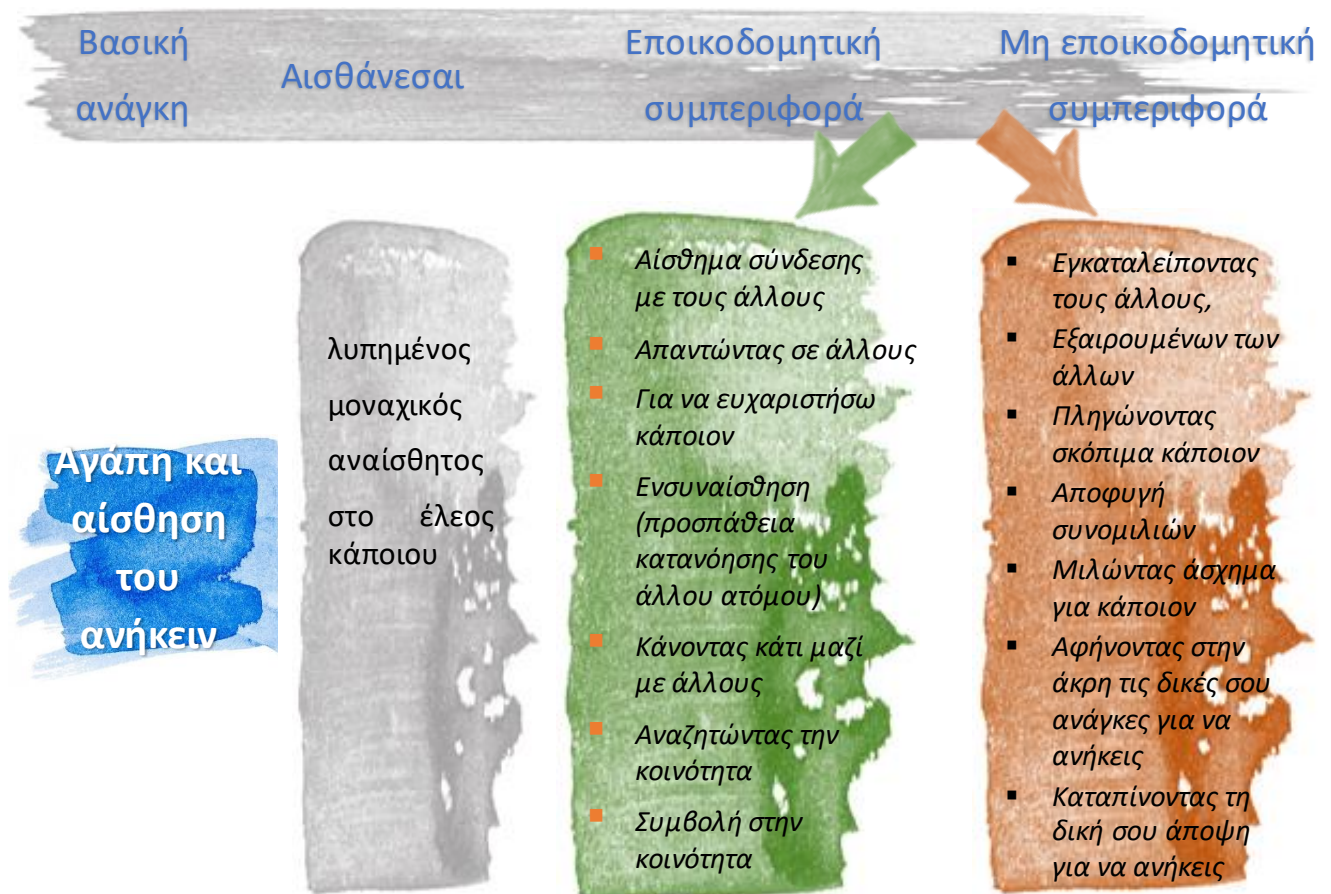 Βασική
ανάγκη
Αισθάνεσαι
Εποικοδομητική
συμπεριφορά
Μη εποικοδομητική
συμπεριφορά
Αγάπη και
αίσθηση
του
ανήκειν
λυπημένος
μοναχικός
αναίσθητος
στο έλεος
κάποιου
▪ Αίσθημα σύνδεσης
με τους άλλους
▪ Απαντώντας σε άλλους
▪ Για να ευχαριστήσω
κάποιον
▪ Ενσυναίσθηση
(προσπάθεια
κατανόησης του
άλλου ατόμου)
▪ Κάνοντας κάτι μαζί
με άλλους
▪ Αναζητώντας την
κοινότητα
▪ Συμβολή στην
κοινότητα
▪ Εγκαταλείποντας
τους άλλους,
▪ Εξαιρουμένων των
άλλων
▪ Πληγώνοντας
σκόπιμα κάποιον
▪ Αποφυγή
συνομιλιών
▪ Μιλώντας άσχημα
για κάποιον
▪ Αφήνοντας στην
άκρη τις δικές σου
ανάγκες για να
ανήκεις
▪ Καταπίνοντας τη
δική σου άποψη
για να ανήκεις